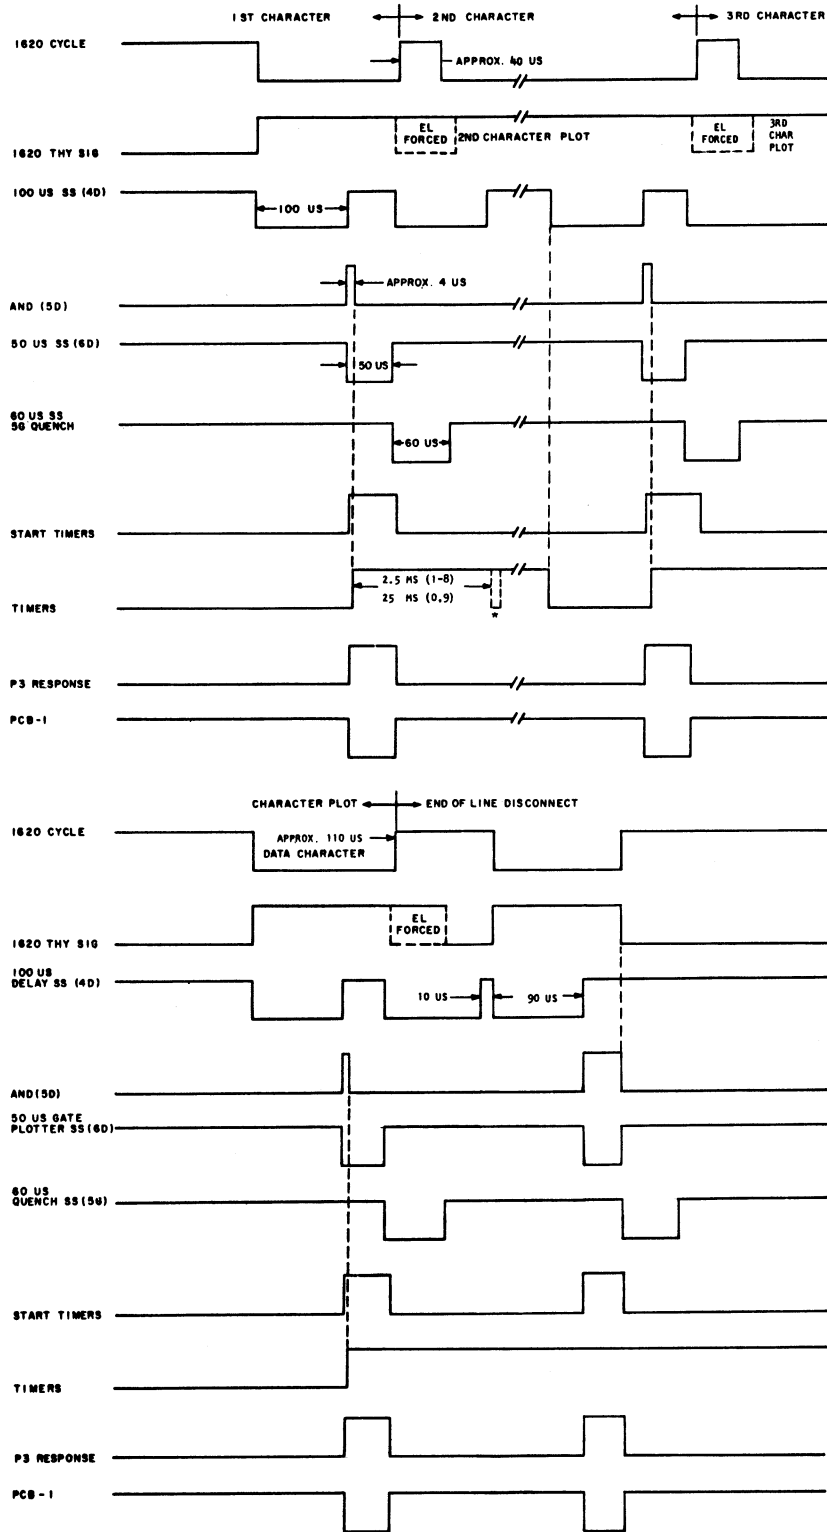 1ST CHARACTER
2ND CHARACTER
3RD CHARACTER
1620 CYCLE
APPROX. 40 US
EL
FORCED
2ND CHARACTER PLOT
EL
FORCED
3RD
CHAR
PLOT
1620 THY SIG
100 US SS (4D)
100 US
APPROX. 4 US
AND (5D)
50 US SS (6D)
50 US
60 US SS
5G QUENCH
60 US
START TIMERS
2.5 MS (1-8)
25 MS (0,9)
TIMERS
*
P3 RESPONSE
PCB-1
CHARACTER PLOT
END OF LINE DISCONNECT
1620 CYCLE
APPROX. 110 US
DATA CHARACTER
EL
FORCED
1620 THY SIG
100 US
DELAY SS (4D)
10 US
90 US
AND(5D)
50 US GATE
PLOTTER SS(6D)
60 US
QUENCH SS(5G)
START TIMERS
TIMERS
P3 RESPONSE
PCB-1